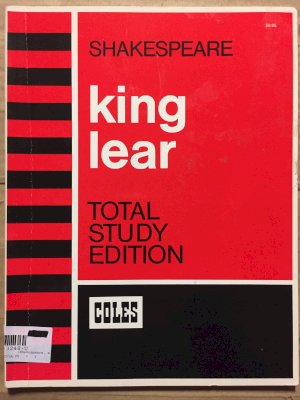 SHAKESPEARE
king
lear
TOTAL
STUDY
EDITION
COLES